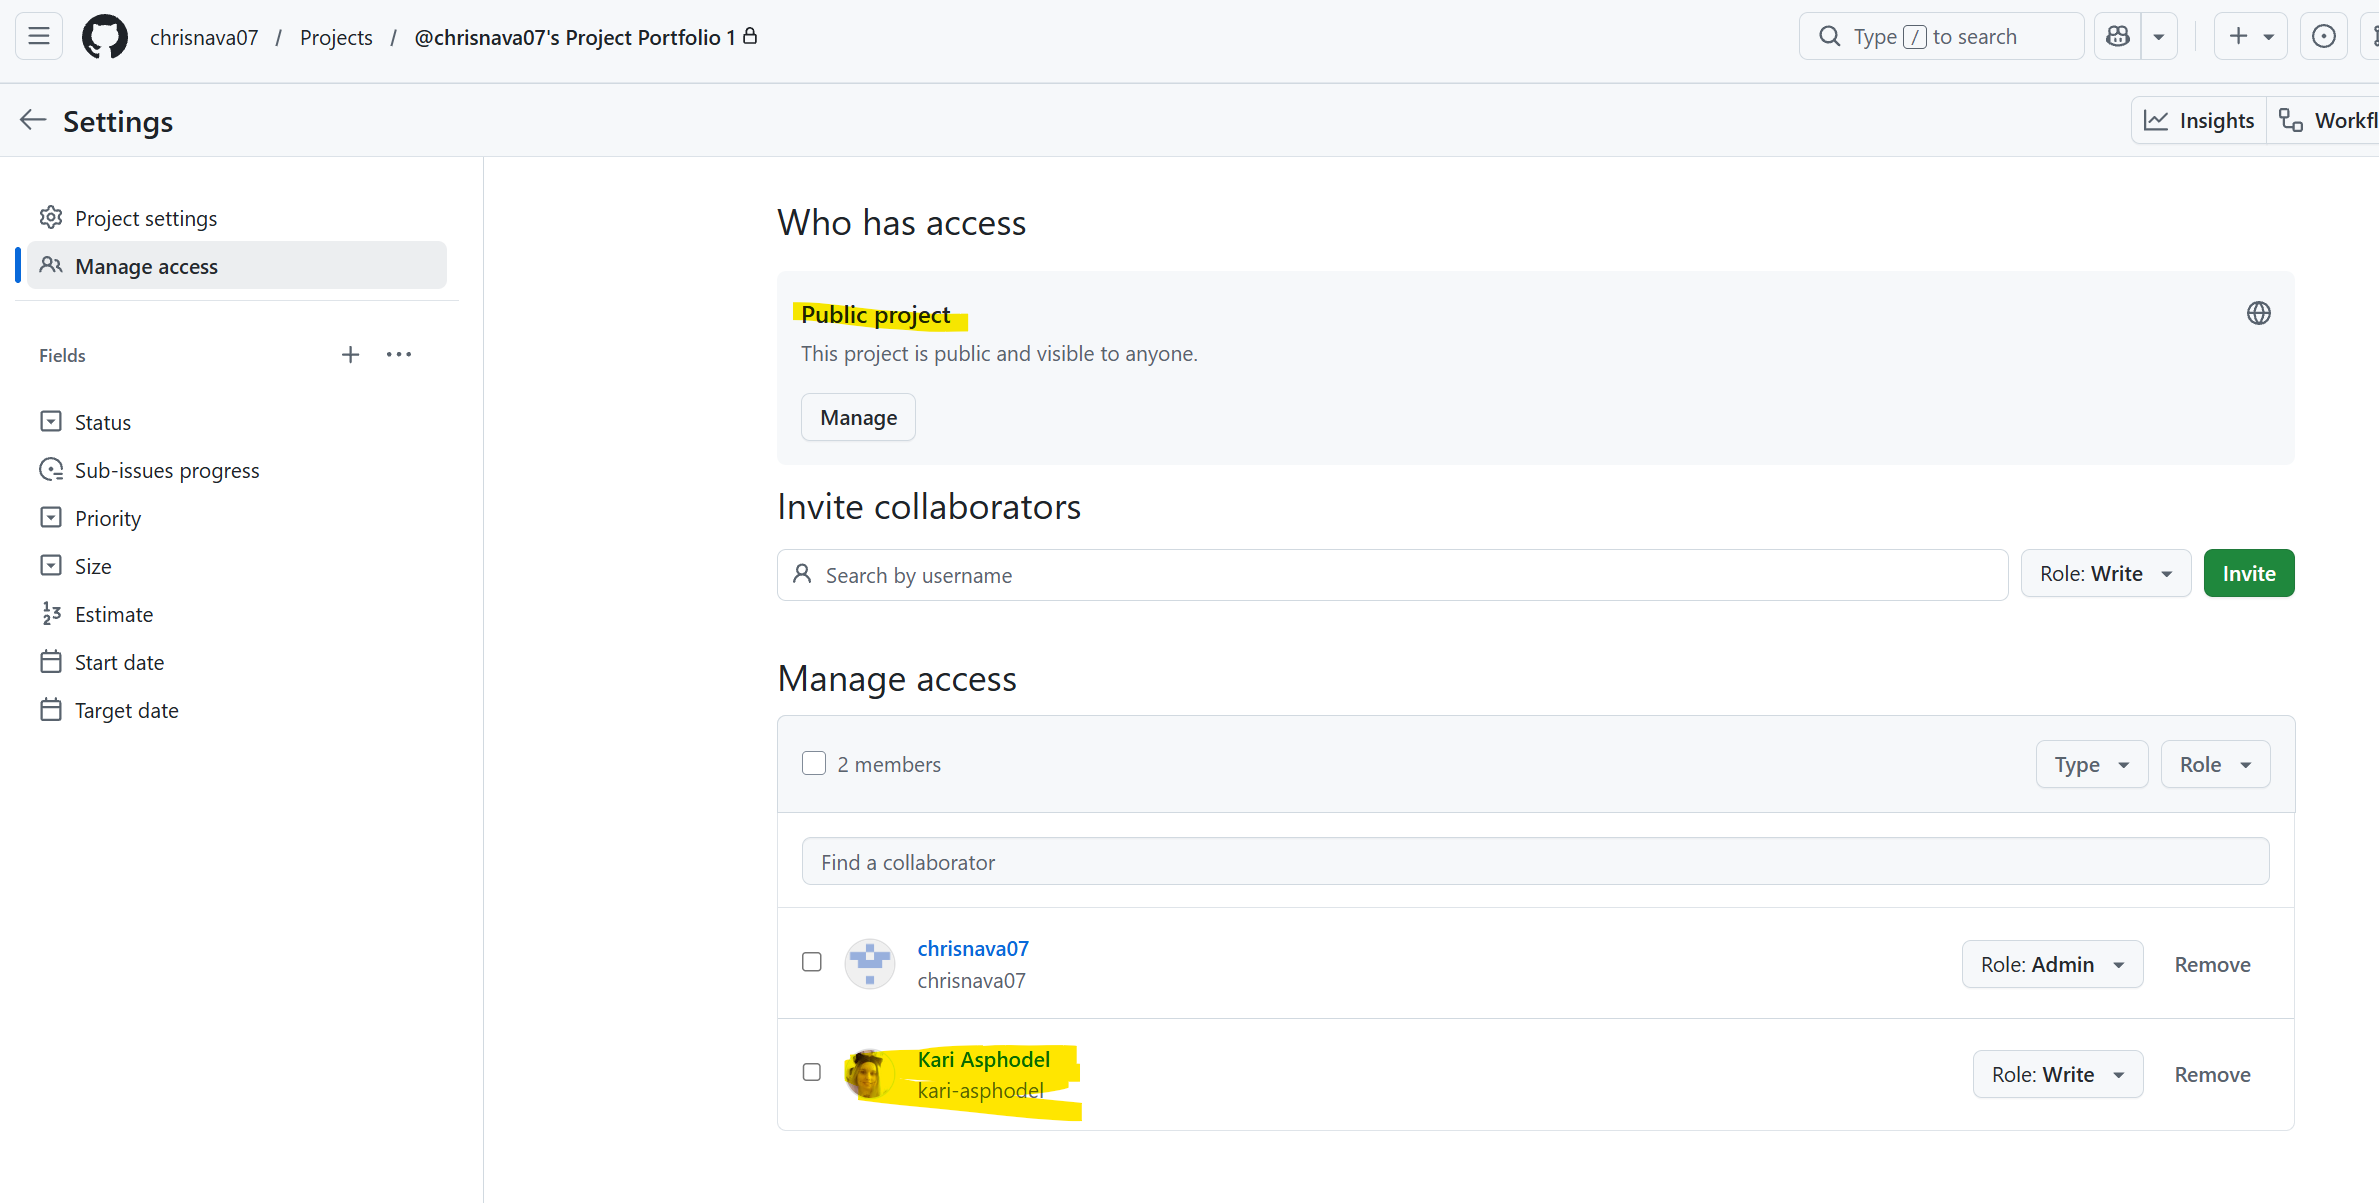 chrisnava07 / Projects / @chrisnava07's Project Portfolio 1
Type / to search
Settings
Insights
Project settings
Manage access
Fields
Status
Sub-issues progress
Priority
Size
Estimate
Start date
Target date
Who has access
Public project
This project is public and visible to anyone.
Manage
Invite collaborators
Search by username
Role: Write
Invite
Manage access
2 members
Type
Role
Find a collaborator
chrisnava07
chrisnava07
Role: Admin
Remove
Kari Asphodel
kari-asphodel
Role: Write
Remove